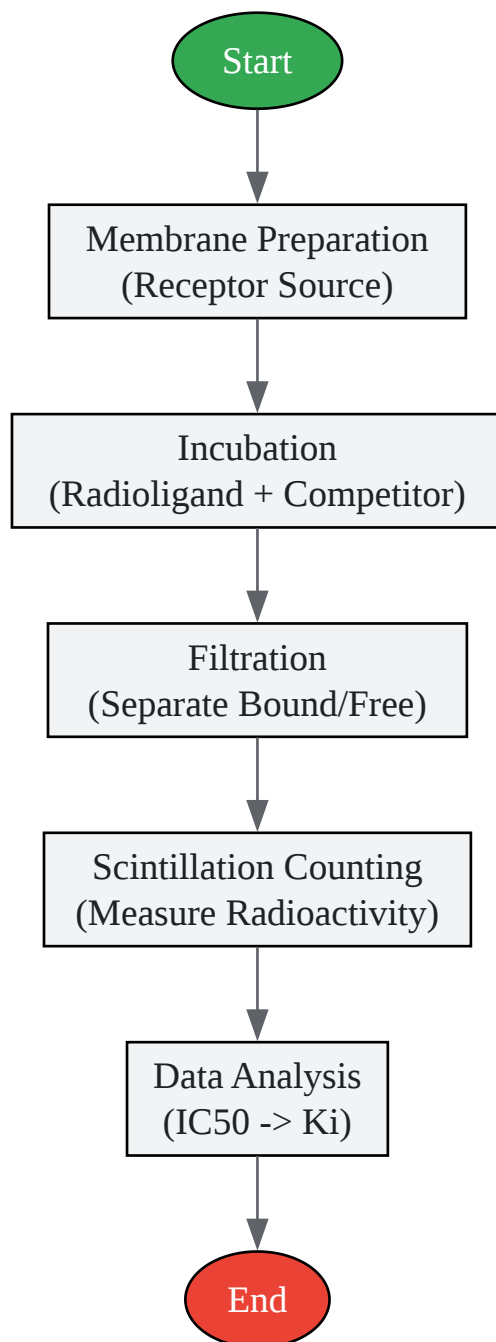 Start
Membrane Preparation
(Receptor Source)
Incubation
(Radioligand + Competitor)
Filtration
(Separate Bound/Free)
Scintillation Counting
(Measure Radioactivity)
Data Analysis
(IC50 -> Ki)
End